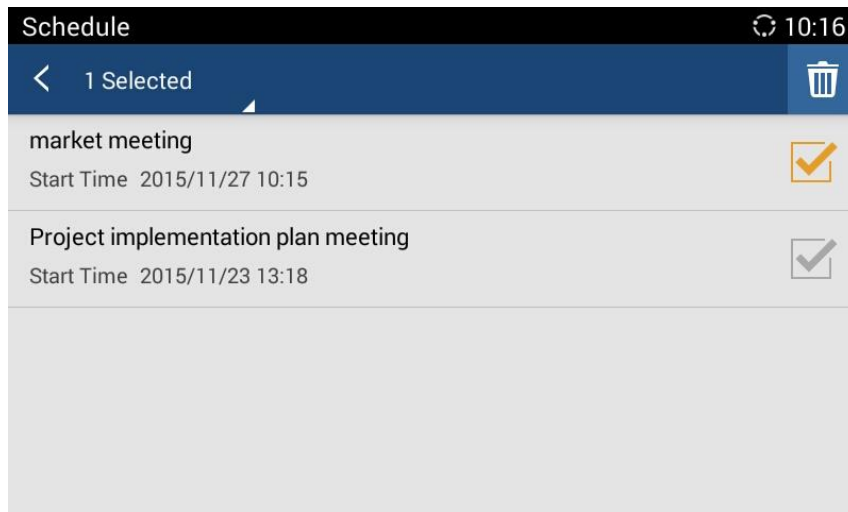 Schedule 10:16
1 Selected
market meeting
Start Time 2015/11/27 10:15
Project implementation plan meeting
Start Time 2015/11/23 13:18